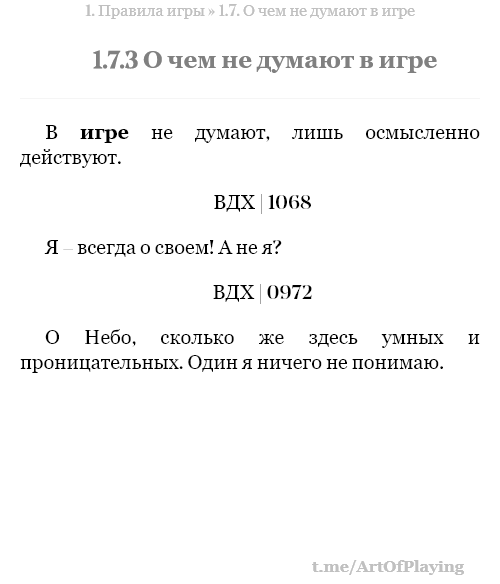 1. Правила игры » 1.7. О чем не думают в игре
1.7.3 О чем не думают в игре
В игре не думают, лишь осмысленно
действуют.
ВДХ | 1068
Я – всегда о своем! А не я?
ВДХ | 0972
О Небо, сколько же здесь умных и
проницательных. Один я ничего не понимаю.
t.me/ArtOfPlaying